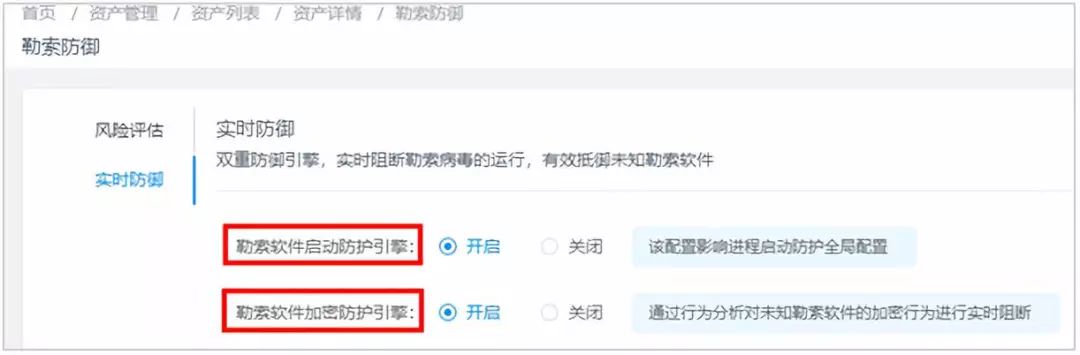 首页 / 资产管理 / 资产列表 / 资产详情 / 勒索防御
勒索防御
风险评估
实时防御
实时防御
双重防御引擎，实时阻断勒索病毒的运行，有效抵御未知勒索软件
勒索软件启动防护引擎： 开启 关闭 该配置影响进程启动防护全局配置
勒索软件加密防护引擎： 开启 关闭 通过行为分析对未知勒索软件的加密行为进行实时阻断